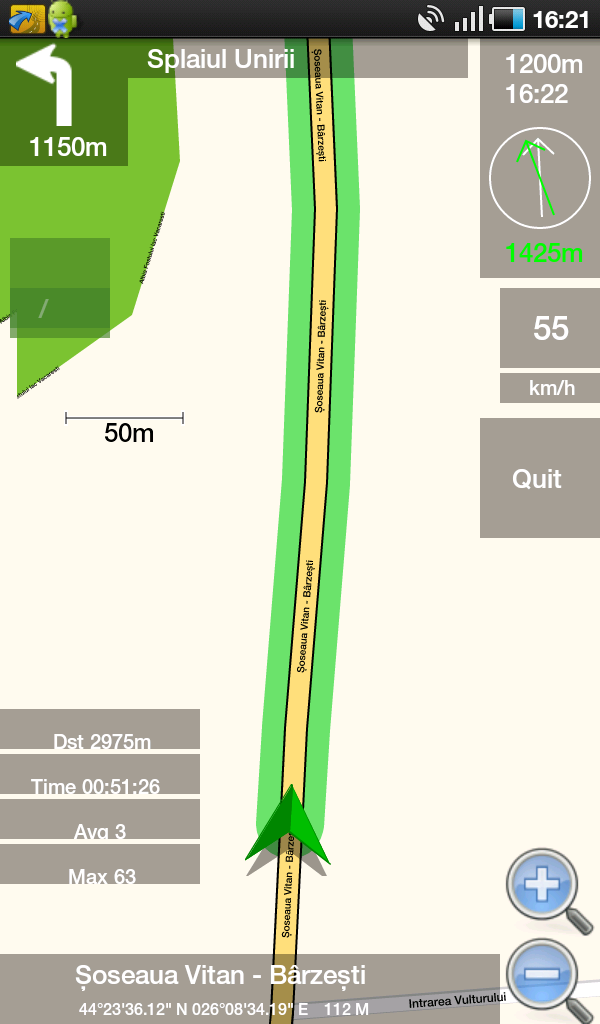 16:21
Splaiul Unirii
1150m
1200m
16:22
1425m
Șoseaua Vitan - Bârzești
Șoseaua Vitan - Bârzești
Șoseaua Vitan - Bârzești
/
50m
55
km/h
Quit
Dst 2975m
Time 00:51:26
Avg 3
Max 63
Șoseaua Vitan - Bârze
Șoseaua Vitan - Bârzești
44°23'36.12" N 026°08'34.19" E 112 M
Intrarea Vulturului